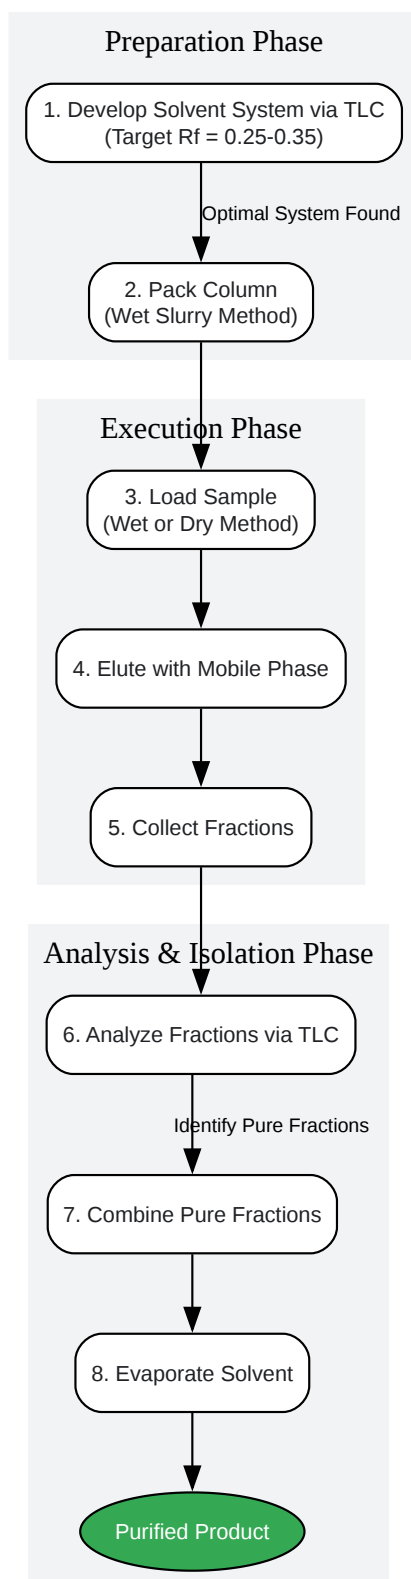 Preparation Phase
1. Develop Solvent System via TLC
(Target Rf = 0.25-0.35)
Optimal System Found
2. Pack Column
(Wet Slurry Method)
Execution Phase
3. Load Sample
(Wet or Dry Method)
4. Elute with Mobile Phase
5. Collect Fractions
Analysis & Isolation Phase
6. Analyze Fractions via TLC
Identify Pure Fractions
7. Combine Pure Fractions
8. Evaporate Solvent
Purified Product